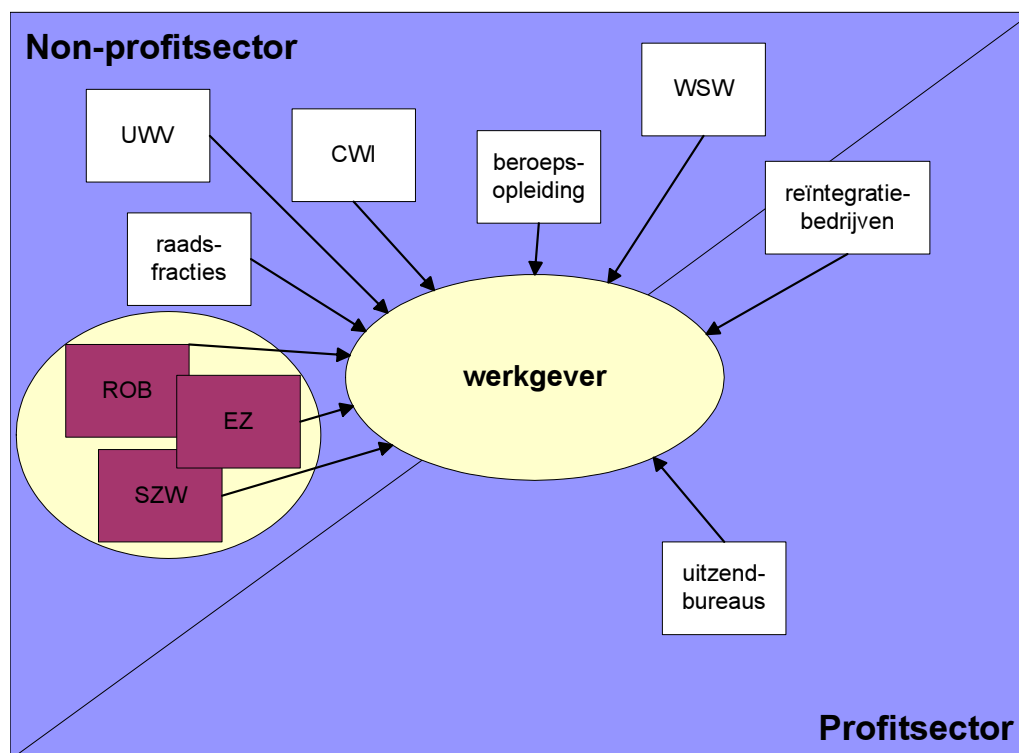 Non-profitsector
UWV
CWI
beroeps-
opleiding
WSW
reïntegratie-
bedrijven
raads-
fracties
werkgever
ROB
EZ
SZW
uitzend-
bureaus
Profitsector